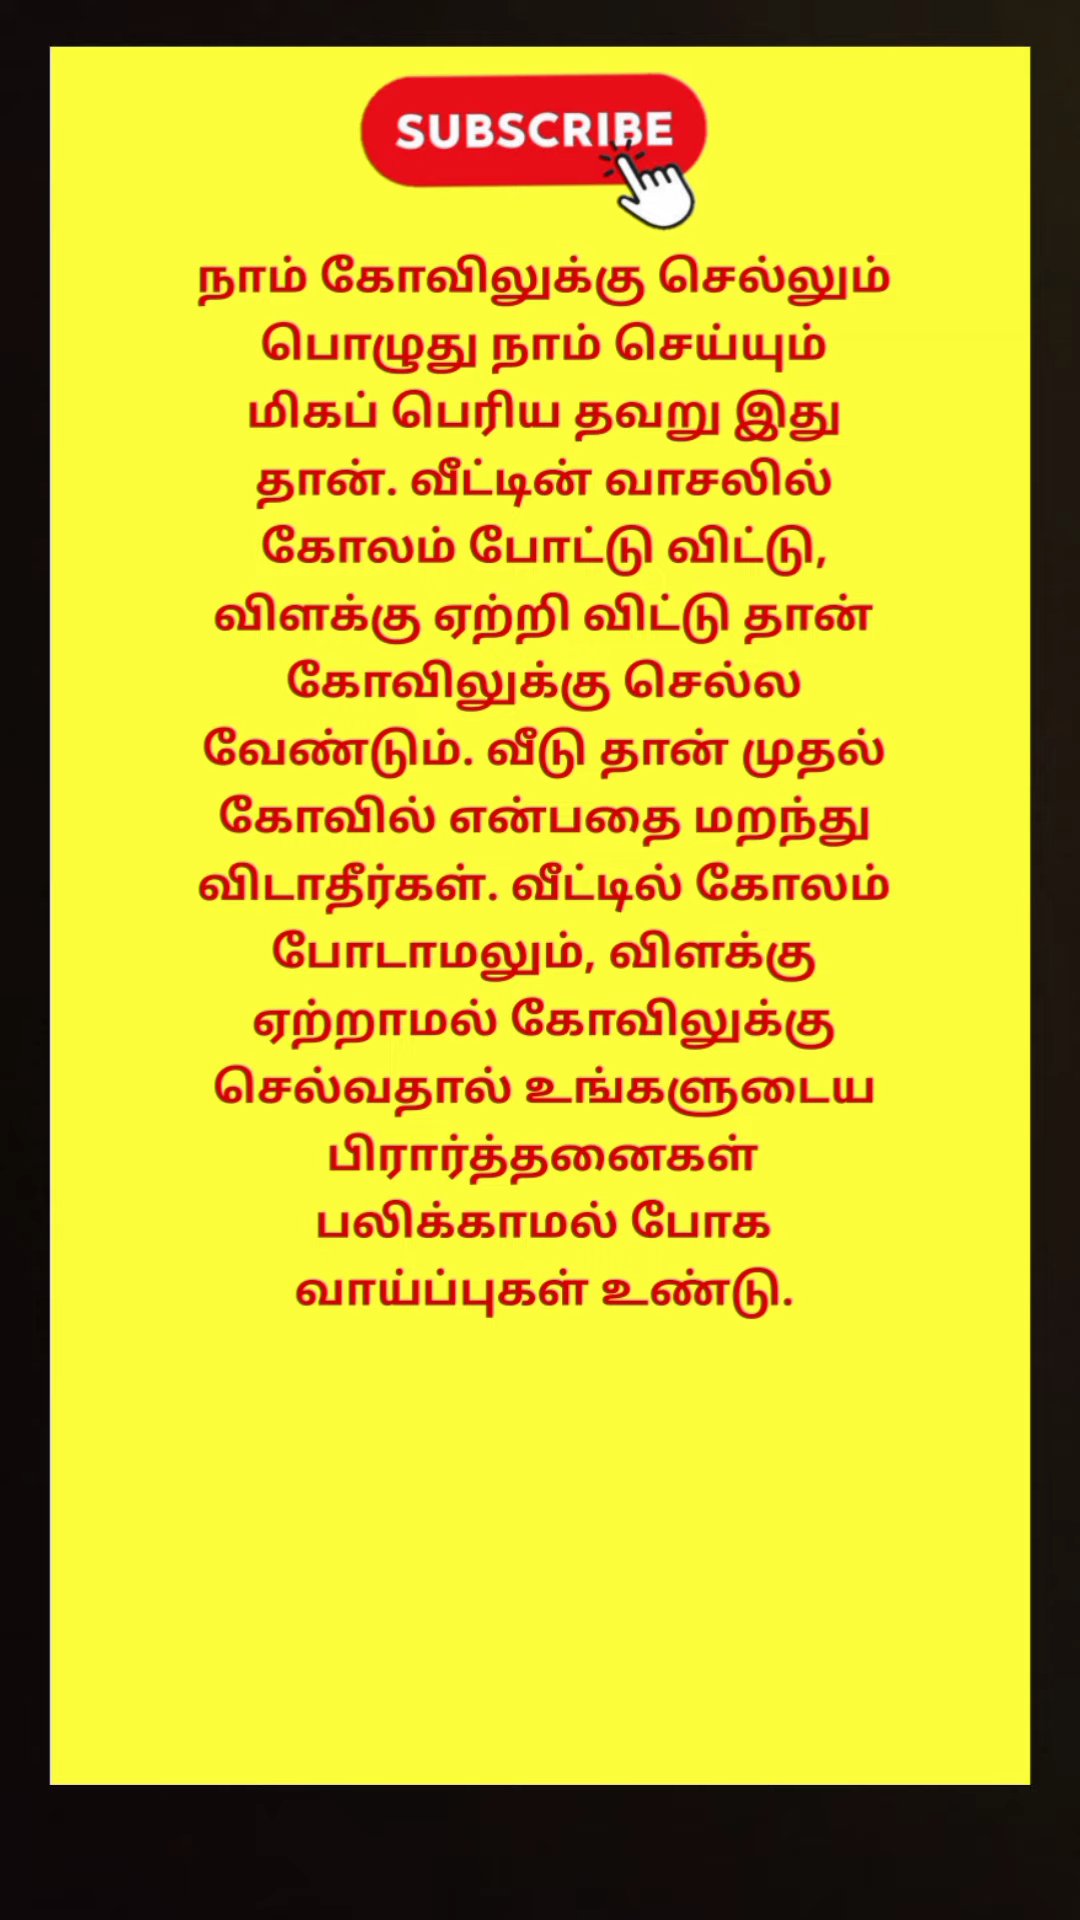 SUBSCRIBE
நாம் கோவிலுக்கு செல்லும்
பொழுது நாம் செய்யும்
மிகப் பெரிய தவறு இது
தான். வீட்டின் வாசலில்
கோலம் போட்டு விட்டு,
விளக்கு ஏற்றி விட்டு தான்
கோவிலுக்கு செல்ல
வேண்டும். வீடு தான் முதல்
கோவில் என்பதை மறந்து
விடாதீர்கள். வீட்டில் கோலம்
போடாமலும், விளக்கு
ஏற்றாமல் கோவிலுக்கு
செல்வதால் உங்களுடைய
பிரார்த்தனைகள்
பலிக்காமல் போக
வாய்ப்புகள் உண்டு.